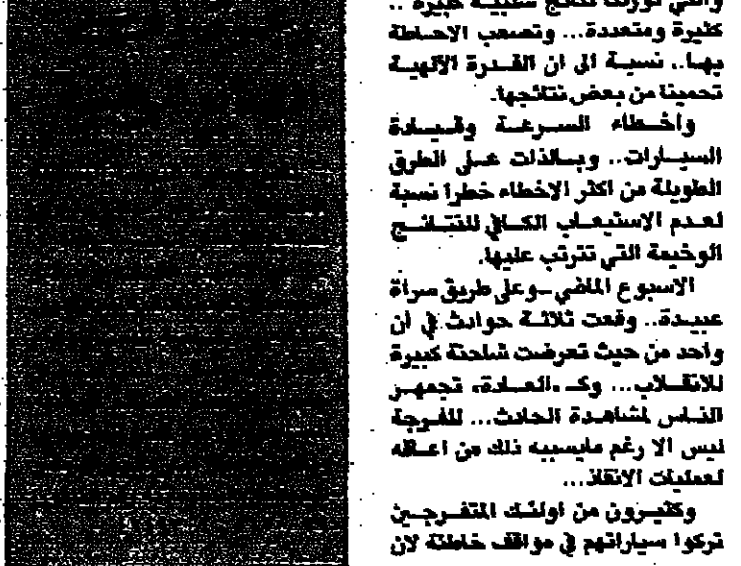 كثيرة ومتعددة... وتصعب الاحاطة
بها.. نسبة الى ان القدرة الالهية
تحمينا من بعض نتائجها.
واخطاء السرعة وقيادة
السيارات.. وبالذات على الطرق
الطويلة من اكثر الاخطاء خطرا نسبة
لعدم الاستيعاب الكافي للنتائج
الوخيمة التي تترتب عليها.
الاسبوع الماضي ــ وعلى طريق سراة
عبيدة.. وقعت ثلاثة حوادث في ان
واحد من حيث تعرضت شاحنة كبيرة
للانقلاب... وكـ «العادة» تجمهر
الناس لمشاهدة الحادث... للفرجة
ليس الا رغم مايسببه ذلك من اعاقه
لعمليات الانقاذ...
وكثيرون من اولئك المتفرجين
تركوا سياراتهم في مواقف خاطئة لان